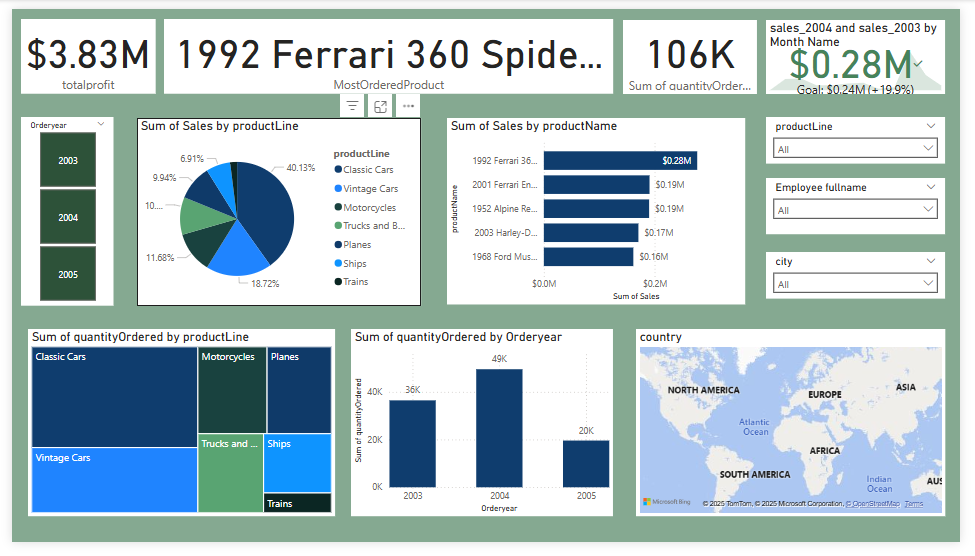 $3.83M
totalprofit
1992 Ferrari 360 Spide...
MostOrderedProduct
106K
Sum of quantityOrder...
sales_2004 and sales_2003 by
Month Name
$0.28M
Goal: $0.24M (+19.9%)
Orderyear
2003
2004
2005
Sum of Sales by productLine
40.13%
18.72%
11.68%
10....
9.94%
6.91%
productLine
Classic Cars
Vintage Cars
Motorcycles
Trucks and B...
Planes
Ships
Trains
Sum of Sales by productName
productName
1992 Ferrari 36...
$0.28M
2001 Ferrari En...
$0.19M
1952 Alpine Re...
$0.19M
2003 Harley-D...
$0.17M
1968 Ford Mus...
$0.16M
$0.0M
$0.2M
Sum of Sales
productLine
All
Employee fullname
All
city
All
Sum of quantityOrdered by productLine
Classic Cars
Vintage Cars
Motorcycles
Planes
Trucks and ...
Ships
Trains
Sum of quantityOrdered by Orderyear
Sum of quantityOrdered
40K
20K
0K
36K
49K
20K
2003
2004
2005
Orderyear
country
NORTH AMERICA
EUROPE
ASIA
Atlantic
Ocean
AFRICA
SOUTH AMERICA
Indian
Ocean
AUS
Microsoft Bing
© 2025 TomTom, © 2025 Microsoft Corporation, © OpenStreetMap Terms